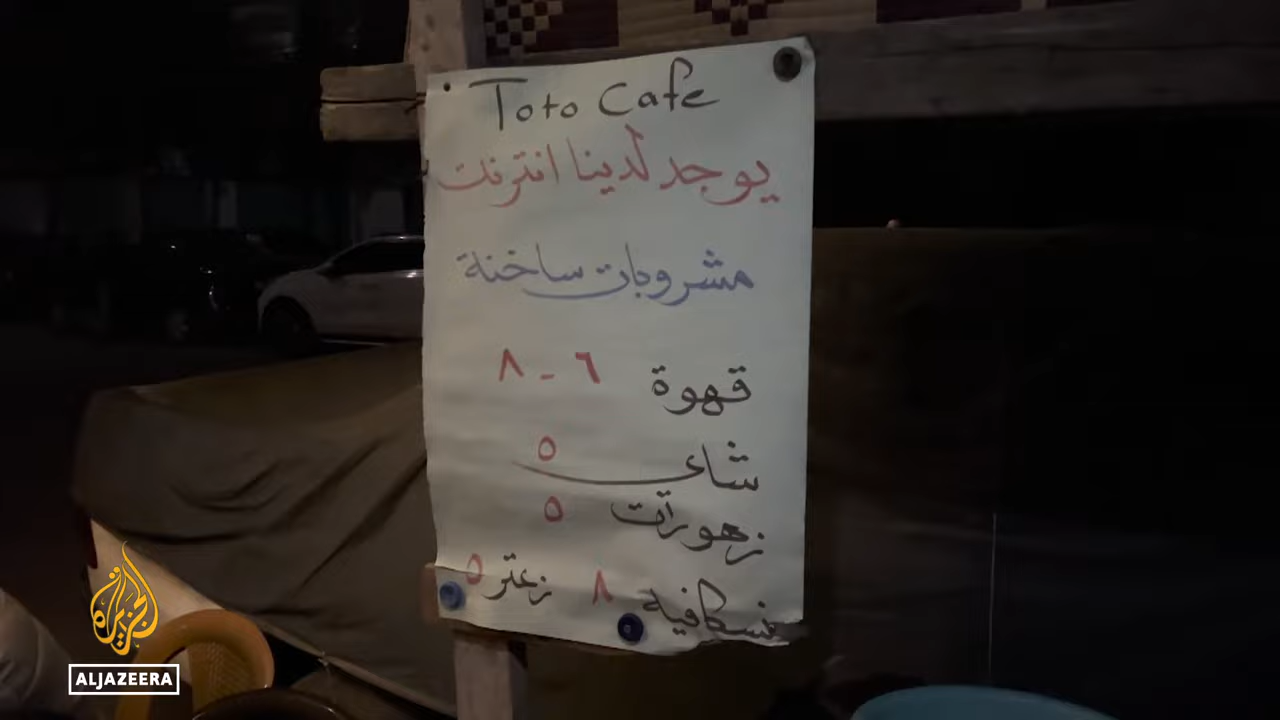 Toto Cafe
يوجد لدينا انترنت
مشروبات ساخنة
قهوة ٦ - ٨
شاي ٥
زهورات ٥
نسكافيه ٨ زعتر ٥
الجزيرة
ALJAZEERA